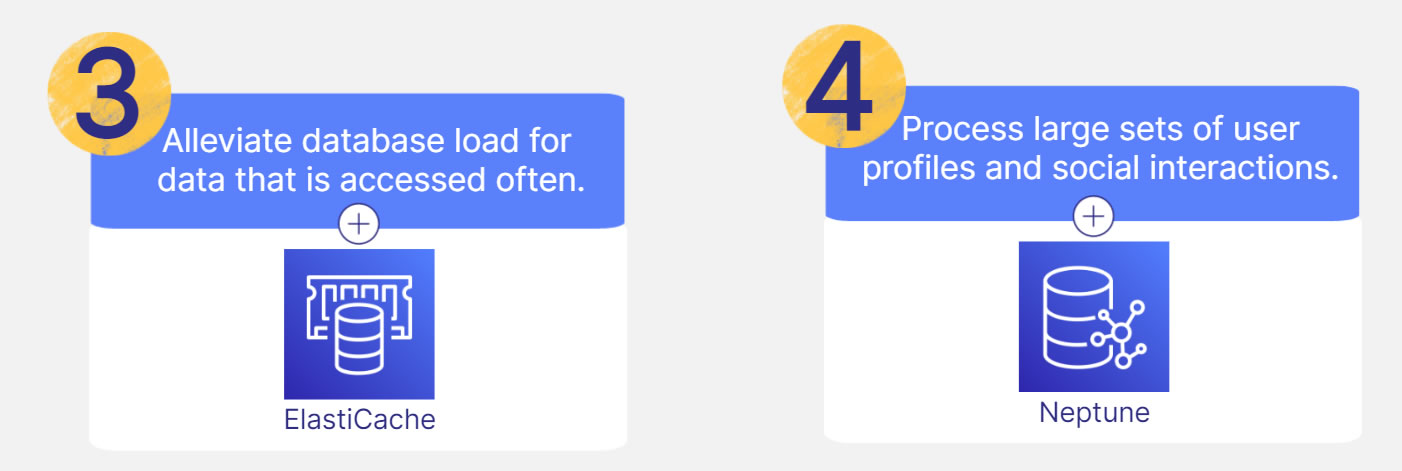 3
Alleviate database load for
data that is accessed often.
ElastiCache
4
Process large sets of user
profiles and social interactions.
Neptune